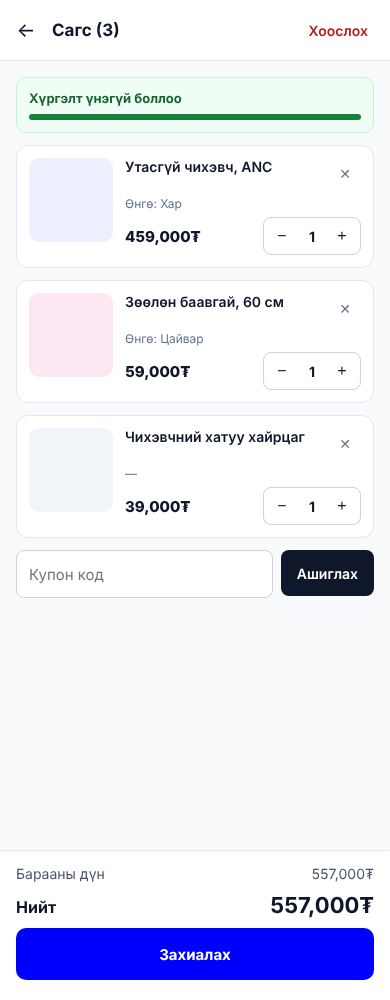 ← Сагс (3) Хоослох
Хүргэлт үнэгүй боллоо
Утасгүй чихэвч, ANC ×
Өнгө: Хар
459,000₮ − 1 +
Зөөлөн баавгай, 60 см ×
Өнгө: Цайвар
59,000₮ − 1 +
Чихэвчний хатуу хайрцаг ×
—
39,000₮ − 1 +
Купон код Ашиглах
Барааны дүн 557,000₮
Нийт 557,000₮
Захиалах